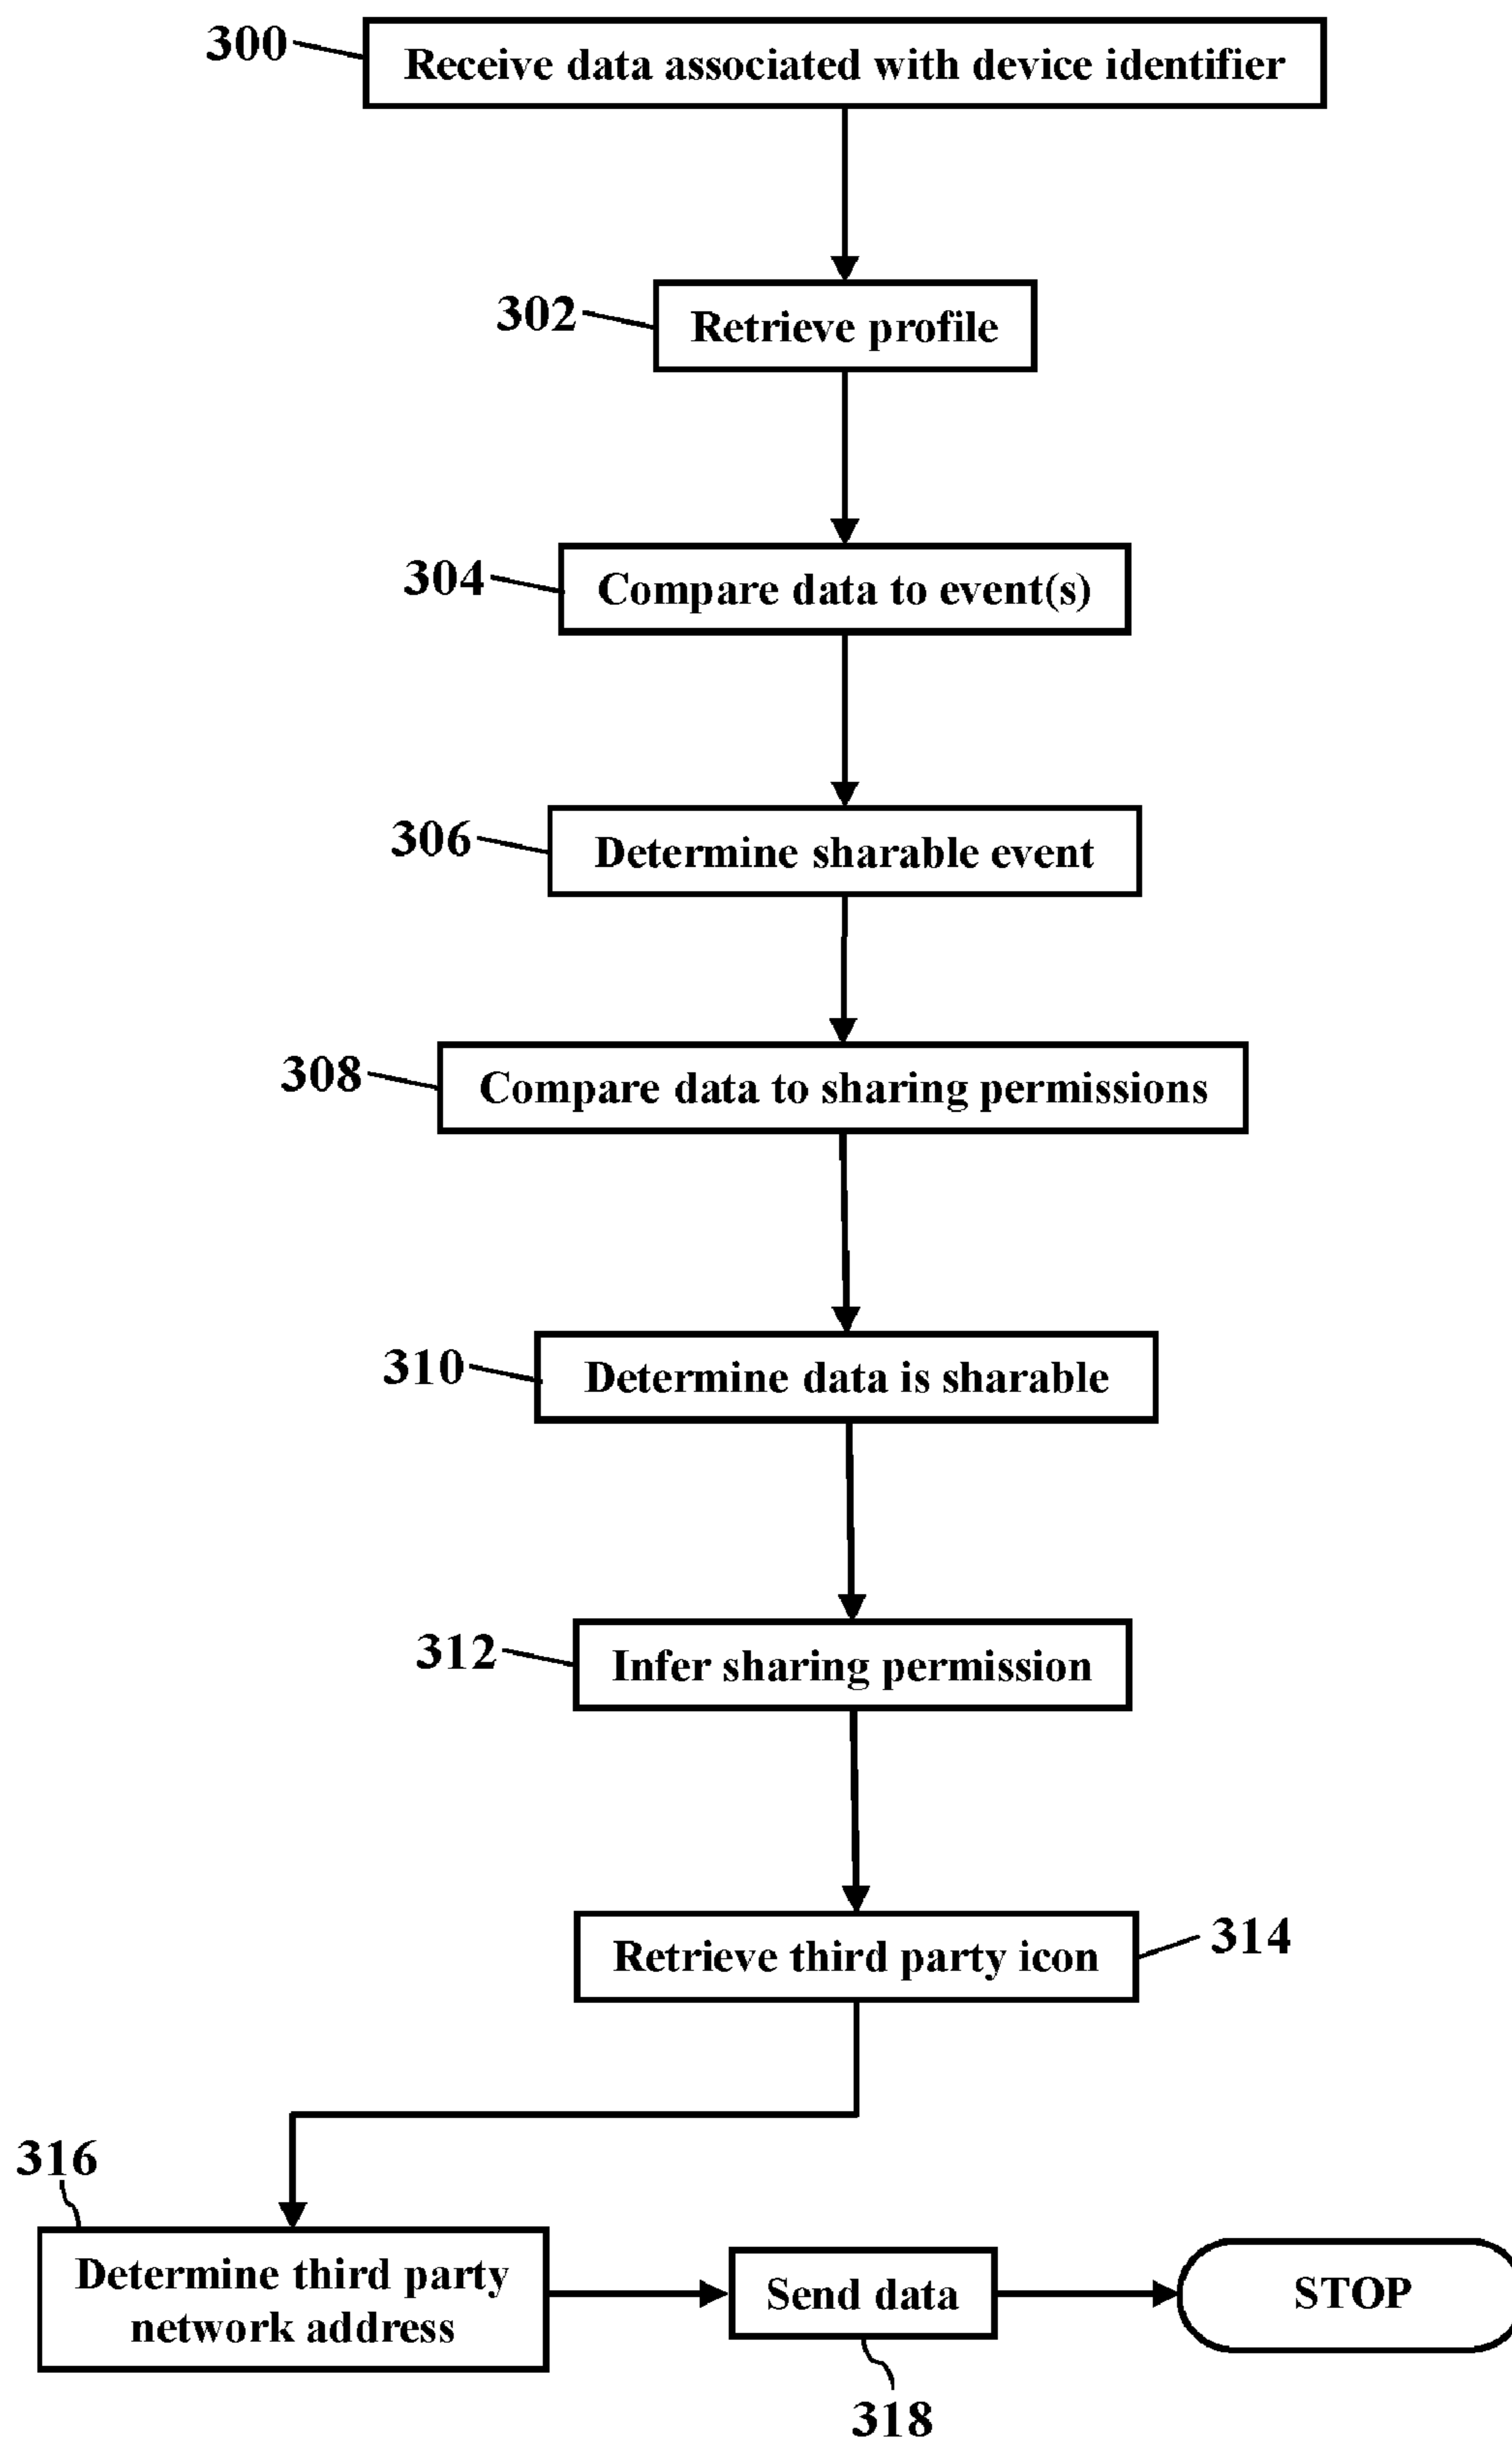 300
Receive data associated with device identifier
302
Retrieve profile
304
Compare data to event(s)
306
Determine sharable event
308
Compare data to sharing permissions
310
Determine data is sharable
312
Infer sharing permission
Retrieve third party icon
314
316
Determine third party
network address
Send data
STOP
318